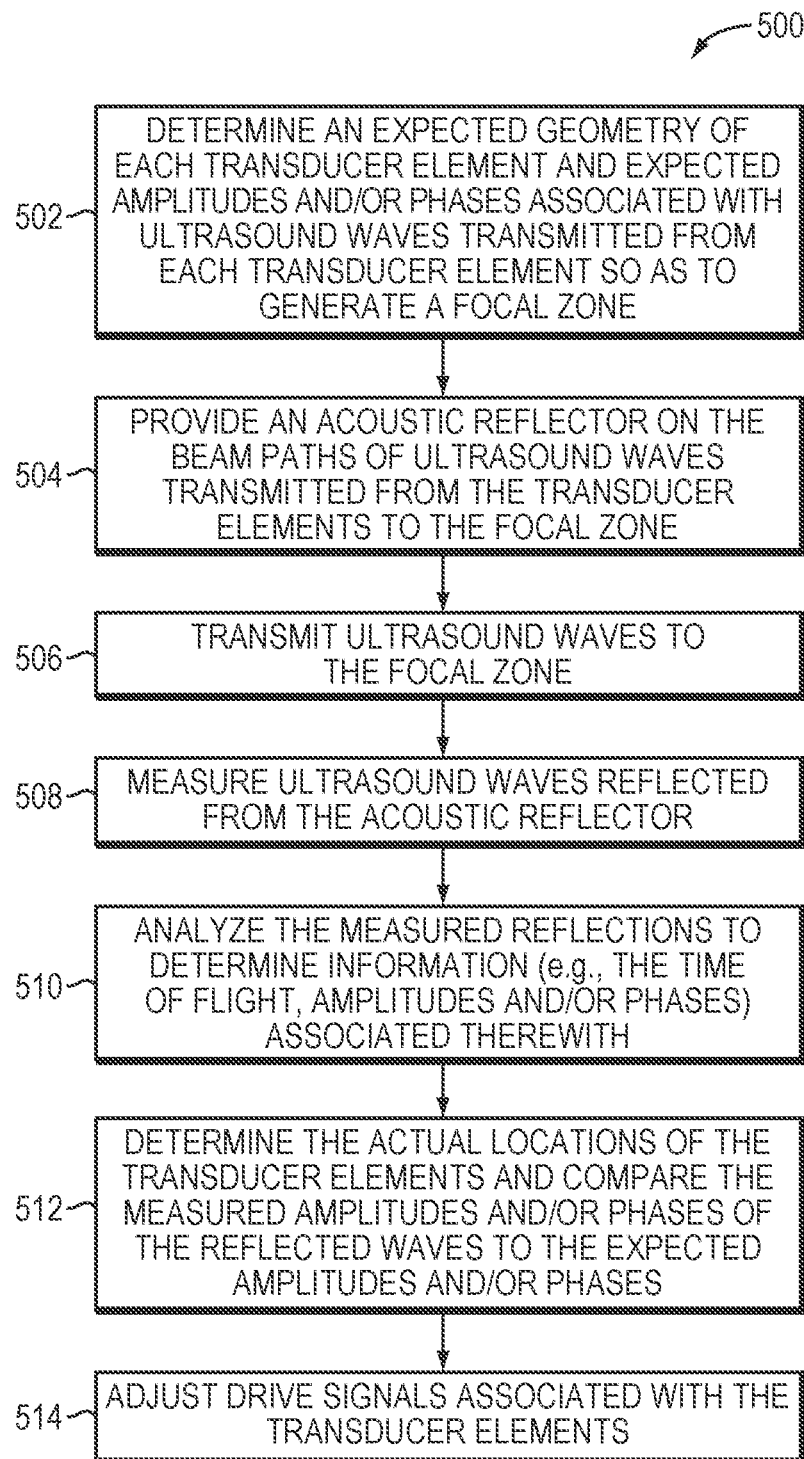 500
502
DETERMINE AN EXPECTED GEOMETRY OF
EACH TRANSDUCER ELEMENT AND EXPECTED
AMPLITUDES AND/OR PHASES ASSOCIATED WITH
ULTRASOUND WAVES TRANSMITTED FROM
EACH TRANSDUCER ELEMENT SO AS TO
GENERATE A FOCAL ZONE
504
PROVIDE AN ACOUSTIC REFLECTOR ON THE
BEAM PATHS OF ULTRASOUND WAVES
TRANSMITTED FROM THE TRANSDUCER
ELEMENTS TO THE FOCAL ZONE
506
TRANSMIT ULTRASOUND WAVES TO
THE FOCAL ZONE
508
MEASURE ULTRASOUND WAVES REFLECTED
FROM THE ACOUSTIC REFLECTOR
510
ANALYZE THE MEASURED REFLECTIONS TO
DETERMINE INFORMATION (e.g., THE TIME
OF FLIGHT, AMPLITUDES AND/OR PHASES)
ASSOCIATED THEREWITH
512
DETERMINE THE ACTUAL LOCATIONS OF THE
TRANSDUCER ELEMENTS AND COMPARE THE
MEASURED AMPLITUDES AND/OR PHASES OF
THE REFLECTED WAVES TO THE EXPECTED
AMPLITUDES AND/OR PHASES
514
ADJUST DRIVE SIGNALS ASSOCIATED WITH THE
TRANSDUCER ELEMENTS